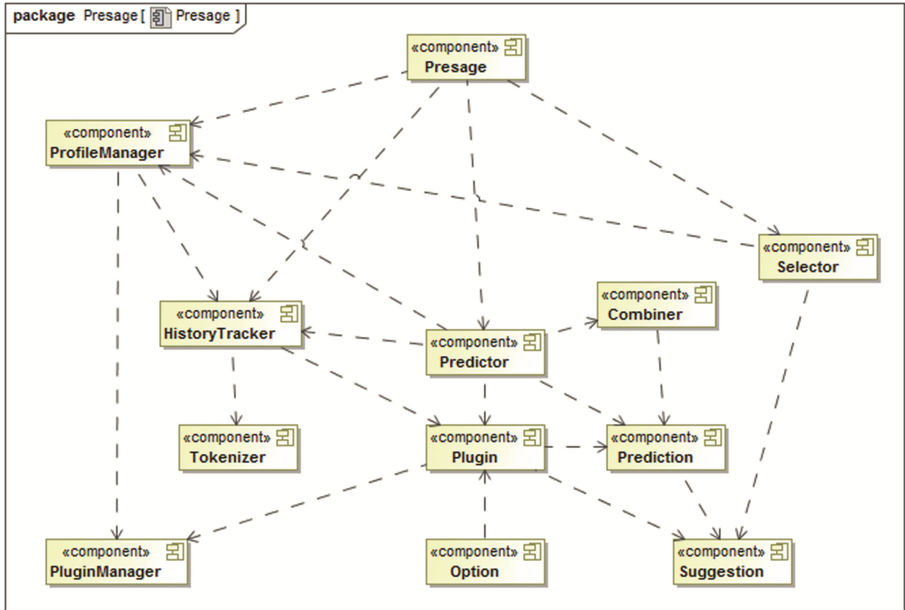 package Presage [ Presage ]
«component»
Presage
«component»
ProfileManager
«component»
Selector
«component»
Combiner
«component»
HistoryTracker
«component»
Predictor
«component»
Tokenizer
«component»
Plugin
«component»
Prediction
«component»
PluginManager
«component»
Option
«component»
Suggestion